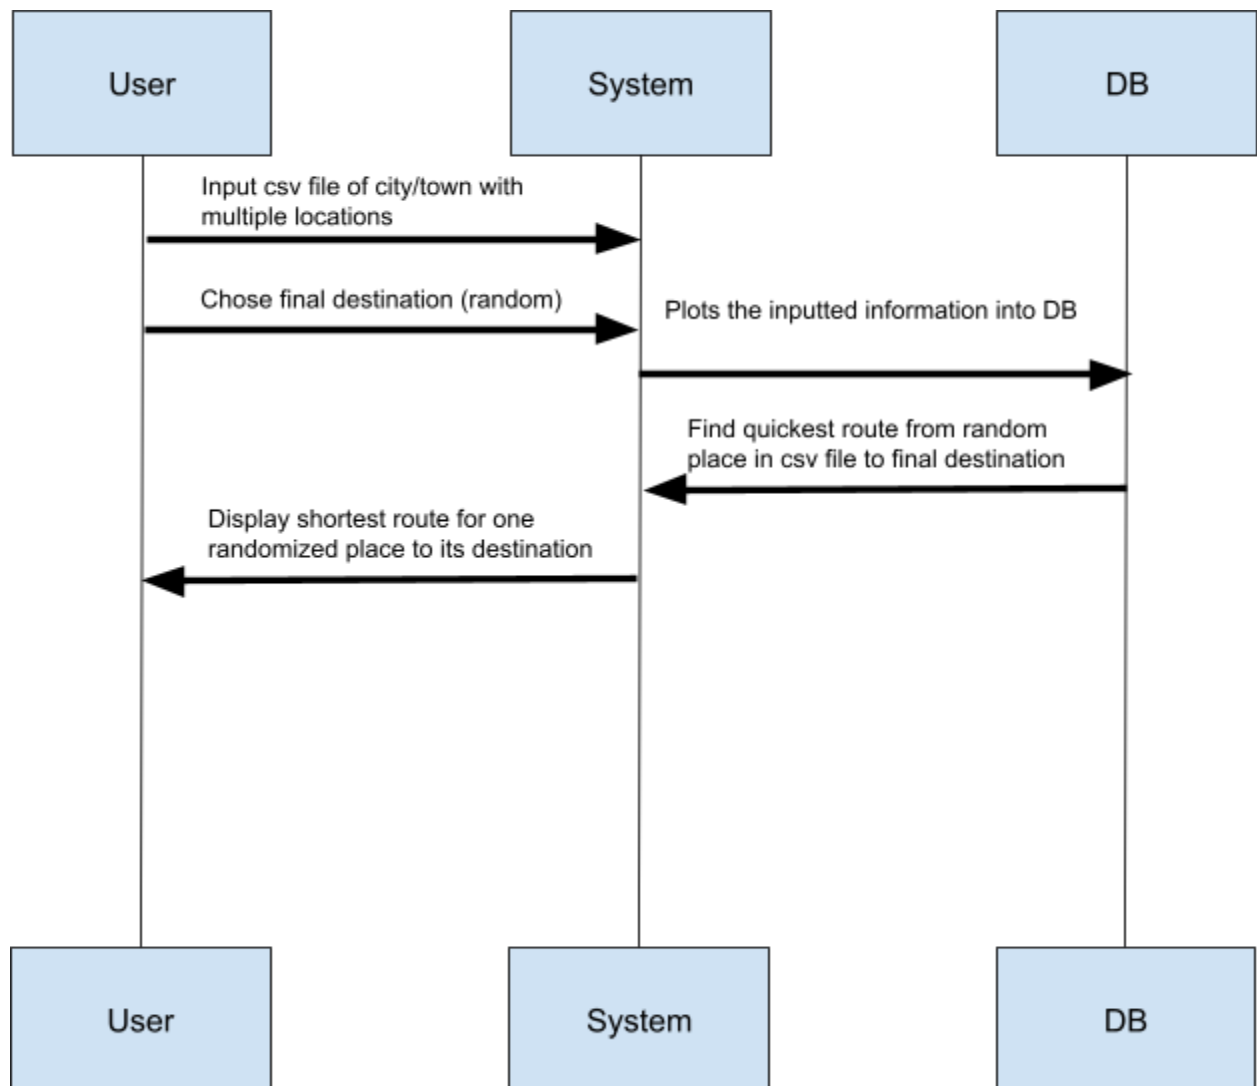 User
System
DB
Input csv file of city/town with
multiple locations
Chose final destination (random)
Plots the inputted information into DB
Find quickest route from random
place in csv file to final destination
Display shortest route for one
randomized place to its destination
User
System
DB